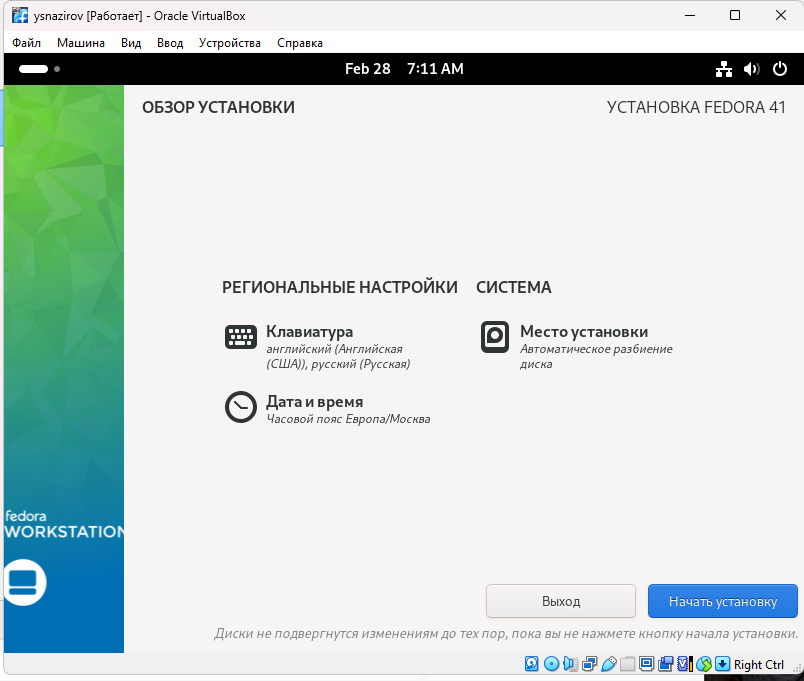 ysnazirov [Работает] - Oracle VirtualBox
Файл Машина Вид Ввод Устройства Справка
Feb 28 7:11 AM
ОБЗОР УСТАНОВКИ
УСТАНОВКА FEDORA 41
РЕГИОНАЛЬНЫЕ НАСТРОЙКИ
Клавиатура
английский (Английская
(США)), русский (Русская)
Дата и время
Часовой пояс Европа/Москва
СИСТЕМА
Место установки
Автоматическое разбиение
диска
fedora
WORKSTATION
Выход
Начать установку
Диски не подвергнутся изменениям до тех пор, пока вы не нажмете кнопку начала установки.
Right Ctrl